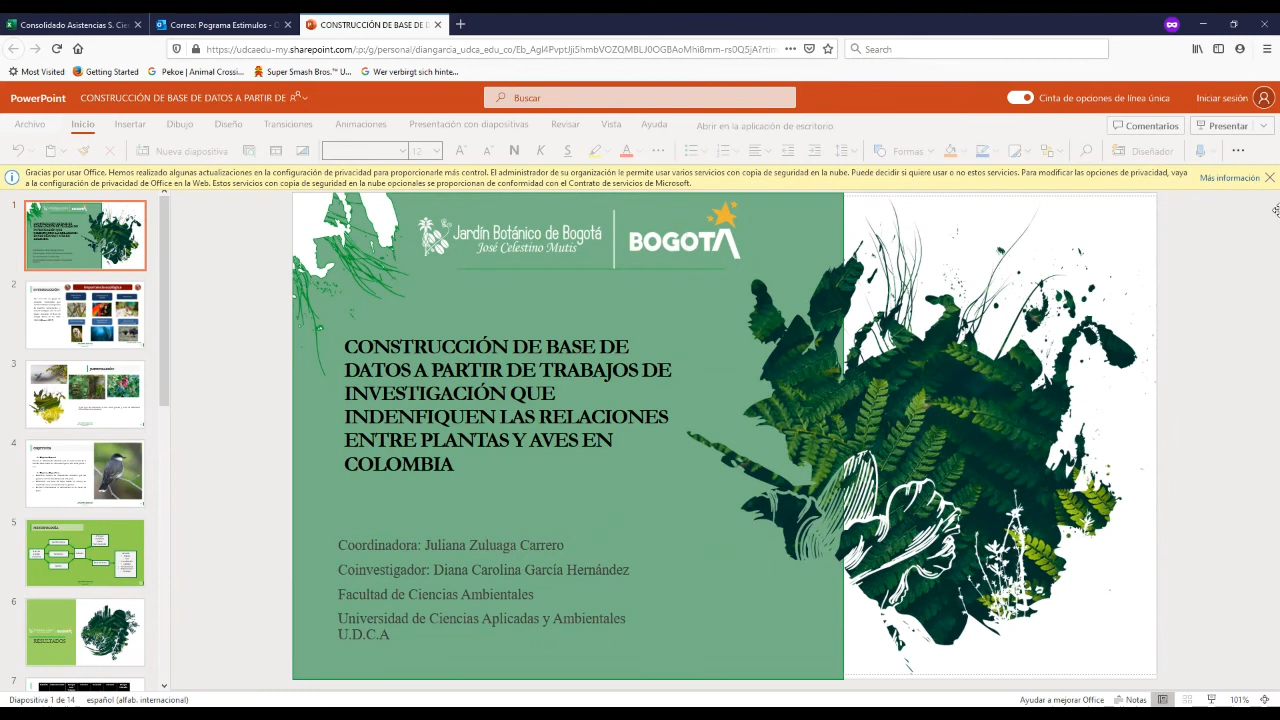 Consolidado Asistencias S. Cien
Correo: Pograma Estimulos - O
CONSTRUCCIÓN DE BASE DE D
https://udcaedu-my.sharepoint.com
Search
Most Visited
Getting Started
Pekoe | Animal Crossi...
Super Smash Bros.™ U...
Wer verbirgt sich hinte...
PowerPoint
CONSTRUCCIÓN DE BASE DE DATOS A PARTIR DE
Buscar
Cinta de opciones de línea única
Iniciar sesión
Archivo
Inicio
Insertar
Dibujo
Diseño
Transiciones
Animaciones
Presentación con diapositivas
Revisar
Vista
Ayuda
Abrir en la aplicación de escritorio
Comentarios
Presentar
Nueva diapositiva
12
N
K
S
Formas
Diseñador
Gracias por usar Office. Hemos realizado algunas actualizaciones en la configuración de privacidad para proporcionarle más control. El administrador de su organización le permite usar varios servicios con copia de seguridad en la nube. Puede decidir si quiere usar o no estos servicios. Para modificar las opciones de privacidad, vaya
a la configuración de privacidad de Office en la Web. Estos servicios con copia de seguridad en la nube opcionales se proporcionan de conformidad con el Contrato de servicios de Microsoft.
Más información
1
2
3
4
5
6
RESULTADOS
7
Jardín Botánico de Bogotá
José Celestino Mutis
BOGOTÁ
CONSTRUCCIÓN DE BASE DE
DATOS A PARTIR DE TRABAJOS DE
INVESTIGACIÓN QUE
INDENFIQUEN LAS RELACIONES
ENTRE PLANTAS Y AVES EN
COLOMBIA
Coordinadora: Juliana Zuluaga Carrero
Coinvestigador: Diana Carolina García Hernández
Facultad de Ciencias Ambientales
Universidad de Ciencias Aplicadas y Ambientales
U.D.C.A
Diapositiva 1 de 14
español (alfab. internacional)
Ayudar a mejorar Office
Notas
101%